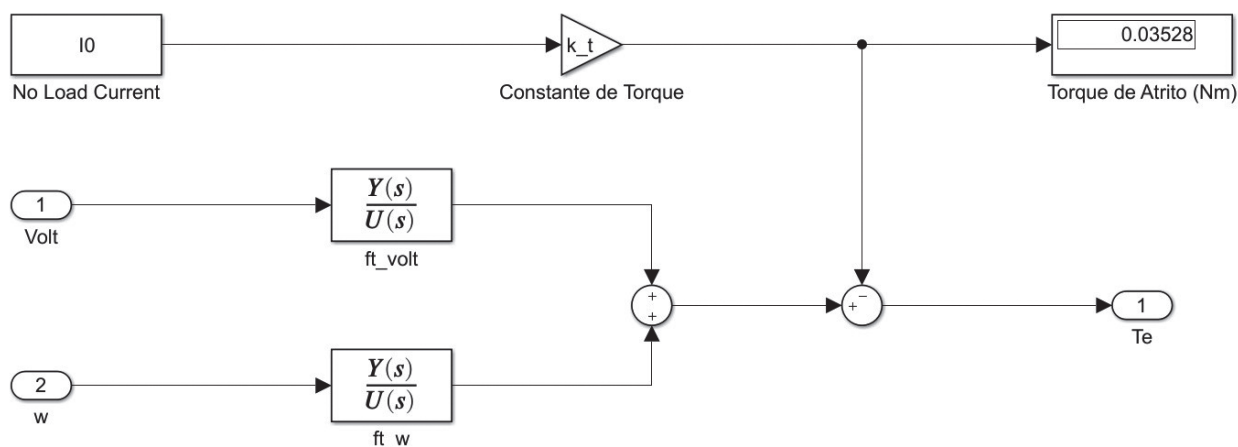 I0
No Load Current
k_t
Constante de Torque
0.03528
Torque de Atrito (Nm)
1
Volt
Y(s)
U(s)
ft_volt
+
+
+
−
1
Te
2
w
Y(s)
U(s)
ft_w